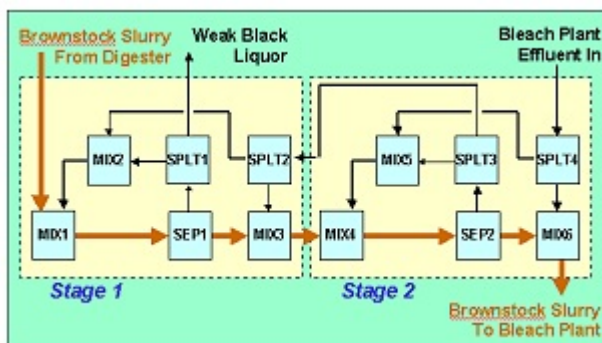 Brownstock Slurry
From Digester
Weak Black
Liquor
Bleach Plant
Effluent In
MIX2
SPLT1
SPLT2
MIX5
SPLT3
SPLT4
MIX1
SEP1
MIX3
MIX4
SEP2
MIX6
Stage 1
Stage 2
Brownstock Slurry
To Bleach Plant